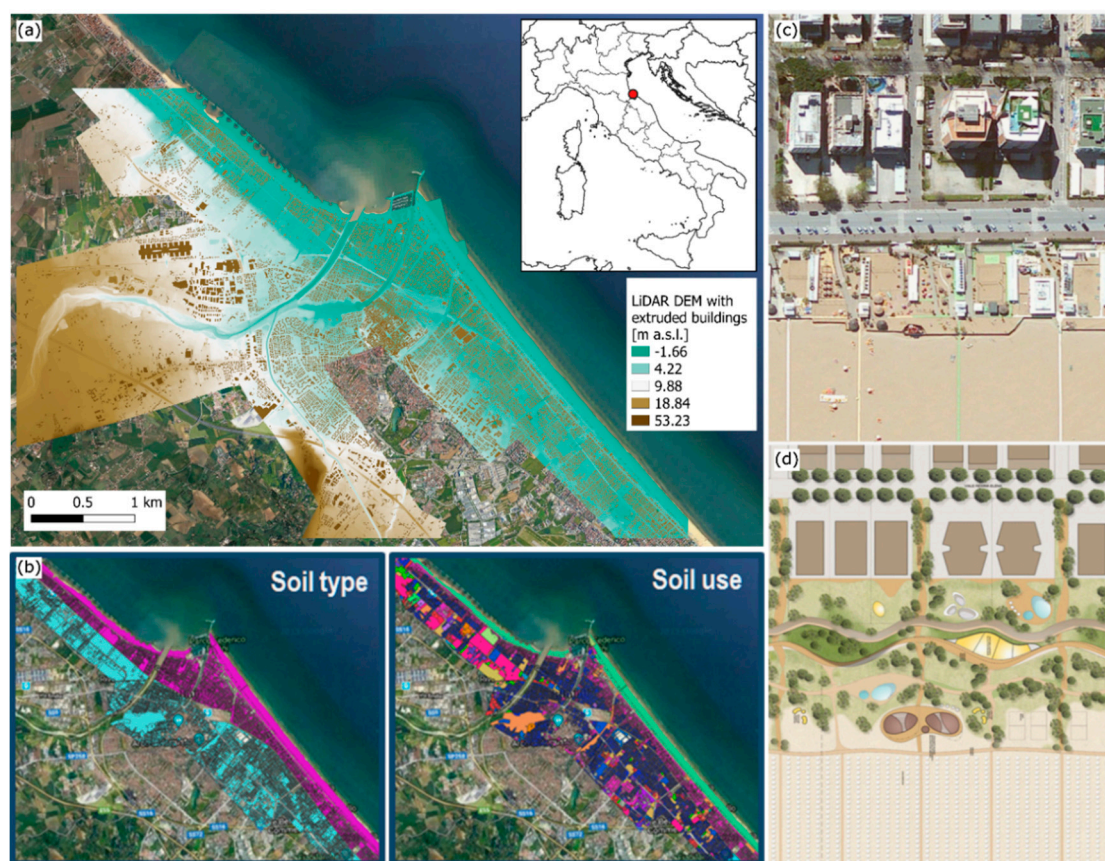 (a)
LiDAR DEM with
extruded buildings
[m a.s.l.]
-1.66
4.22
9.88
18.84
53.23
0 0.5 1 km
(b)
Soil type
Soil use
(c)
(d)